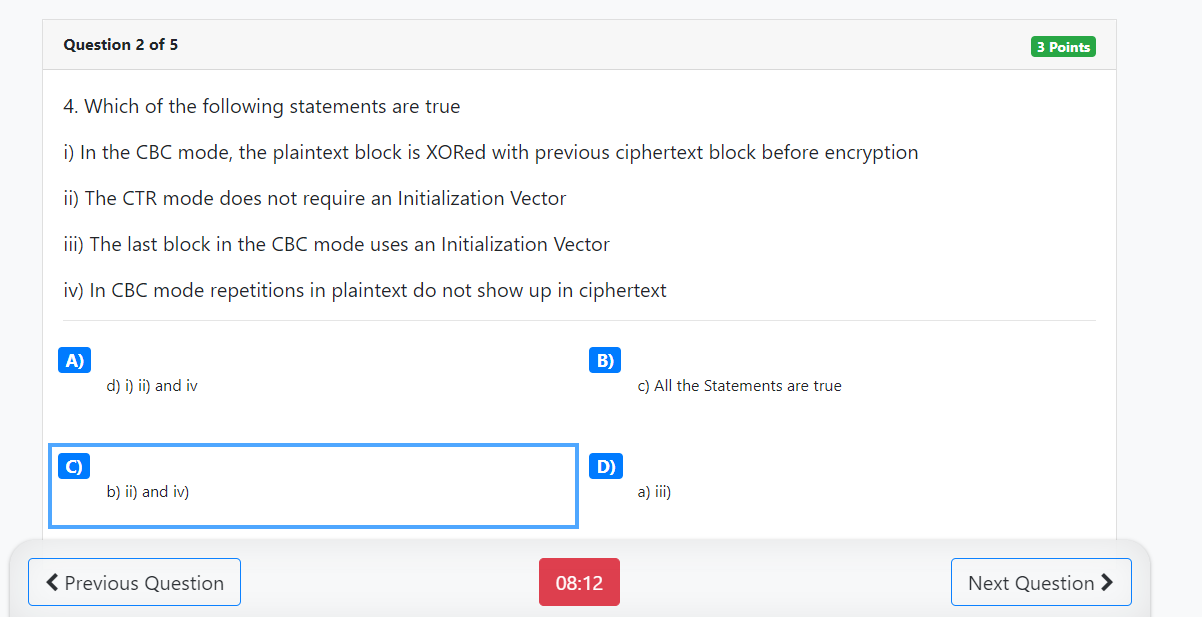 Question 2 of 5
3 Points
4. Which of the following statements are true
i) In the CBC mode, the plaintext block is XORed with previous ciphertext block before encryption
ii) The CTR mode does not require an Initialization Vector
iii) The last block in the CBC mode uses an Initialization Vector
iv) In CBC mode repetitions in plaintext do not show up in ciphertext
A)
d) i) ii) and iv
B)
c) All the Statements are true
C)
b) ii) and iv)
D)
a) iii)
Previous Question
08:12
Next Question